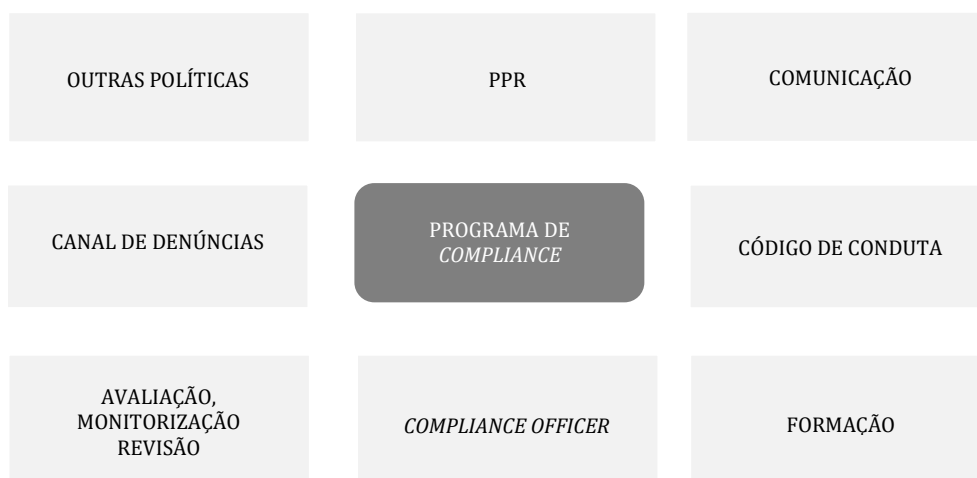 OUTRAS POLÍTICAS
PPR
COMUNICAÇÃO
CANAL DE DENÚNCIAS
PROGRAMA DE
COMPLIANCE
CÓDIGO DE CONDUTA
AVALIAÇÃO,
MONITORIZAÇÃO
REVISÃO
COMPLIANCE OFFICER
FORMAÇÃO